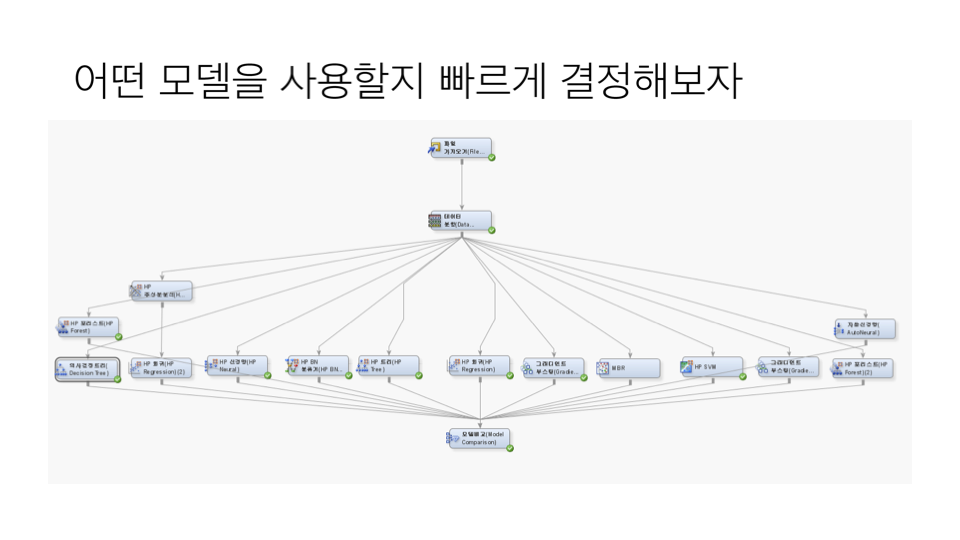 어떤 모델을 사용할지 빠르게 결정해보자
파일
가져오기(File...
데이터
분할(Data...
HP
HP 포리스트(HP
Forest)
자동신경망(
AutoNeural)
의사결정트리(
Decision Tree)
HP 회귀(HP
Regression)(2)
HP 신경망(HP
Neural)
HP BN
분류기(HP BN...
HP 트리(HP
Tree)
HP 회귀(HP
Regression)
그래디언트
부스팅(Gradie...
MBR
HP SVM
그래디언트
부스팅(Gradie...
HP 포리스트(HP
Forest)(2)
모델비교(Model
Comparison)